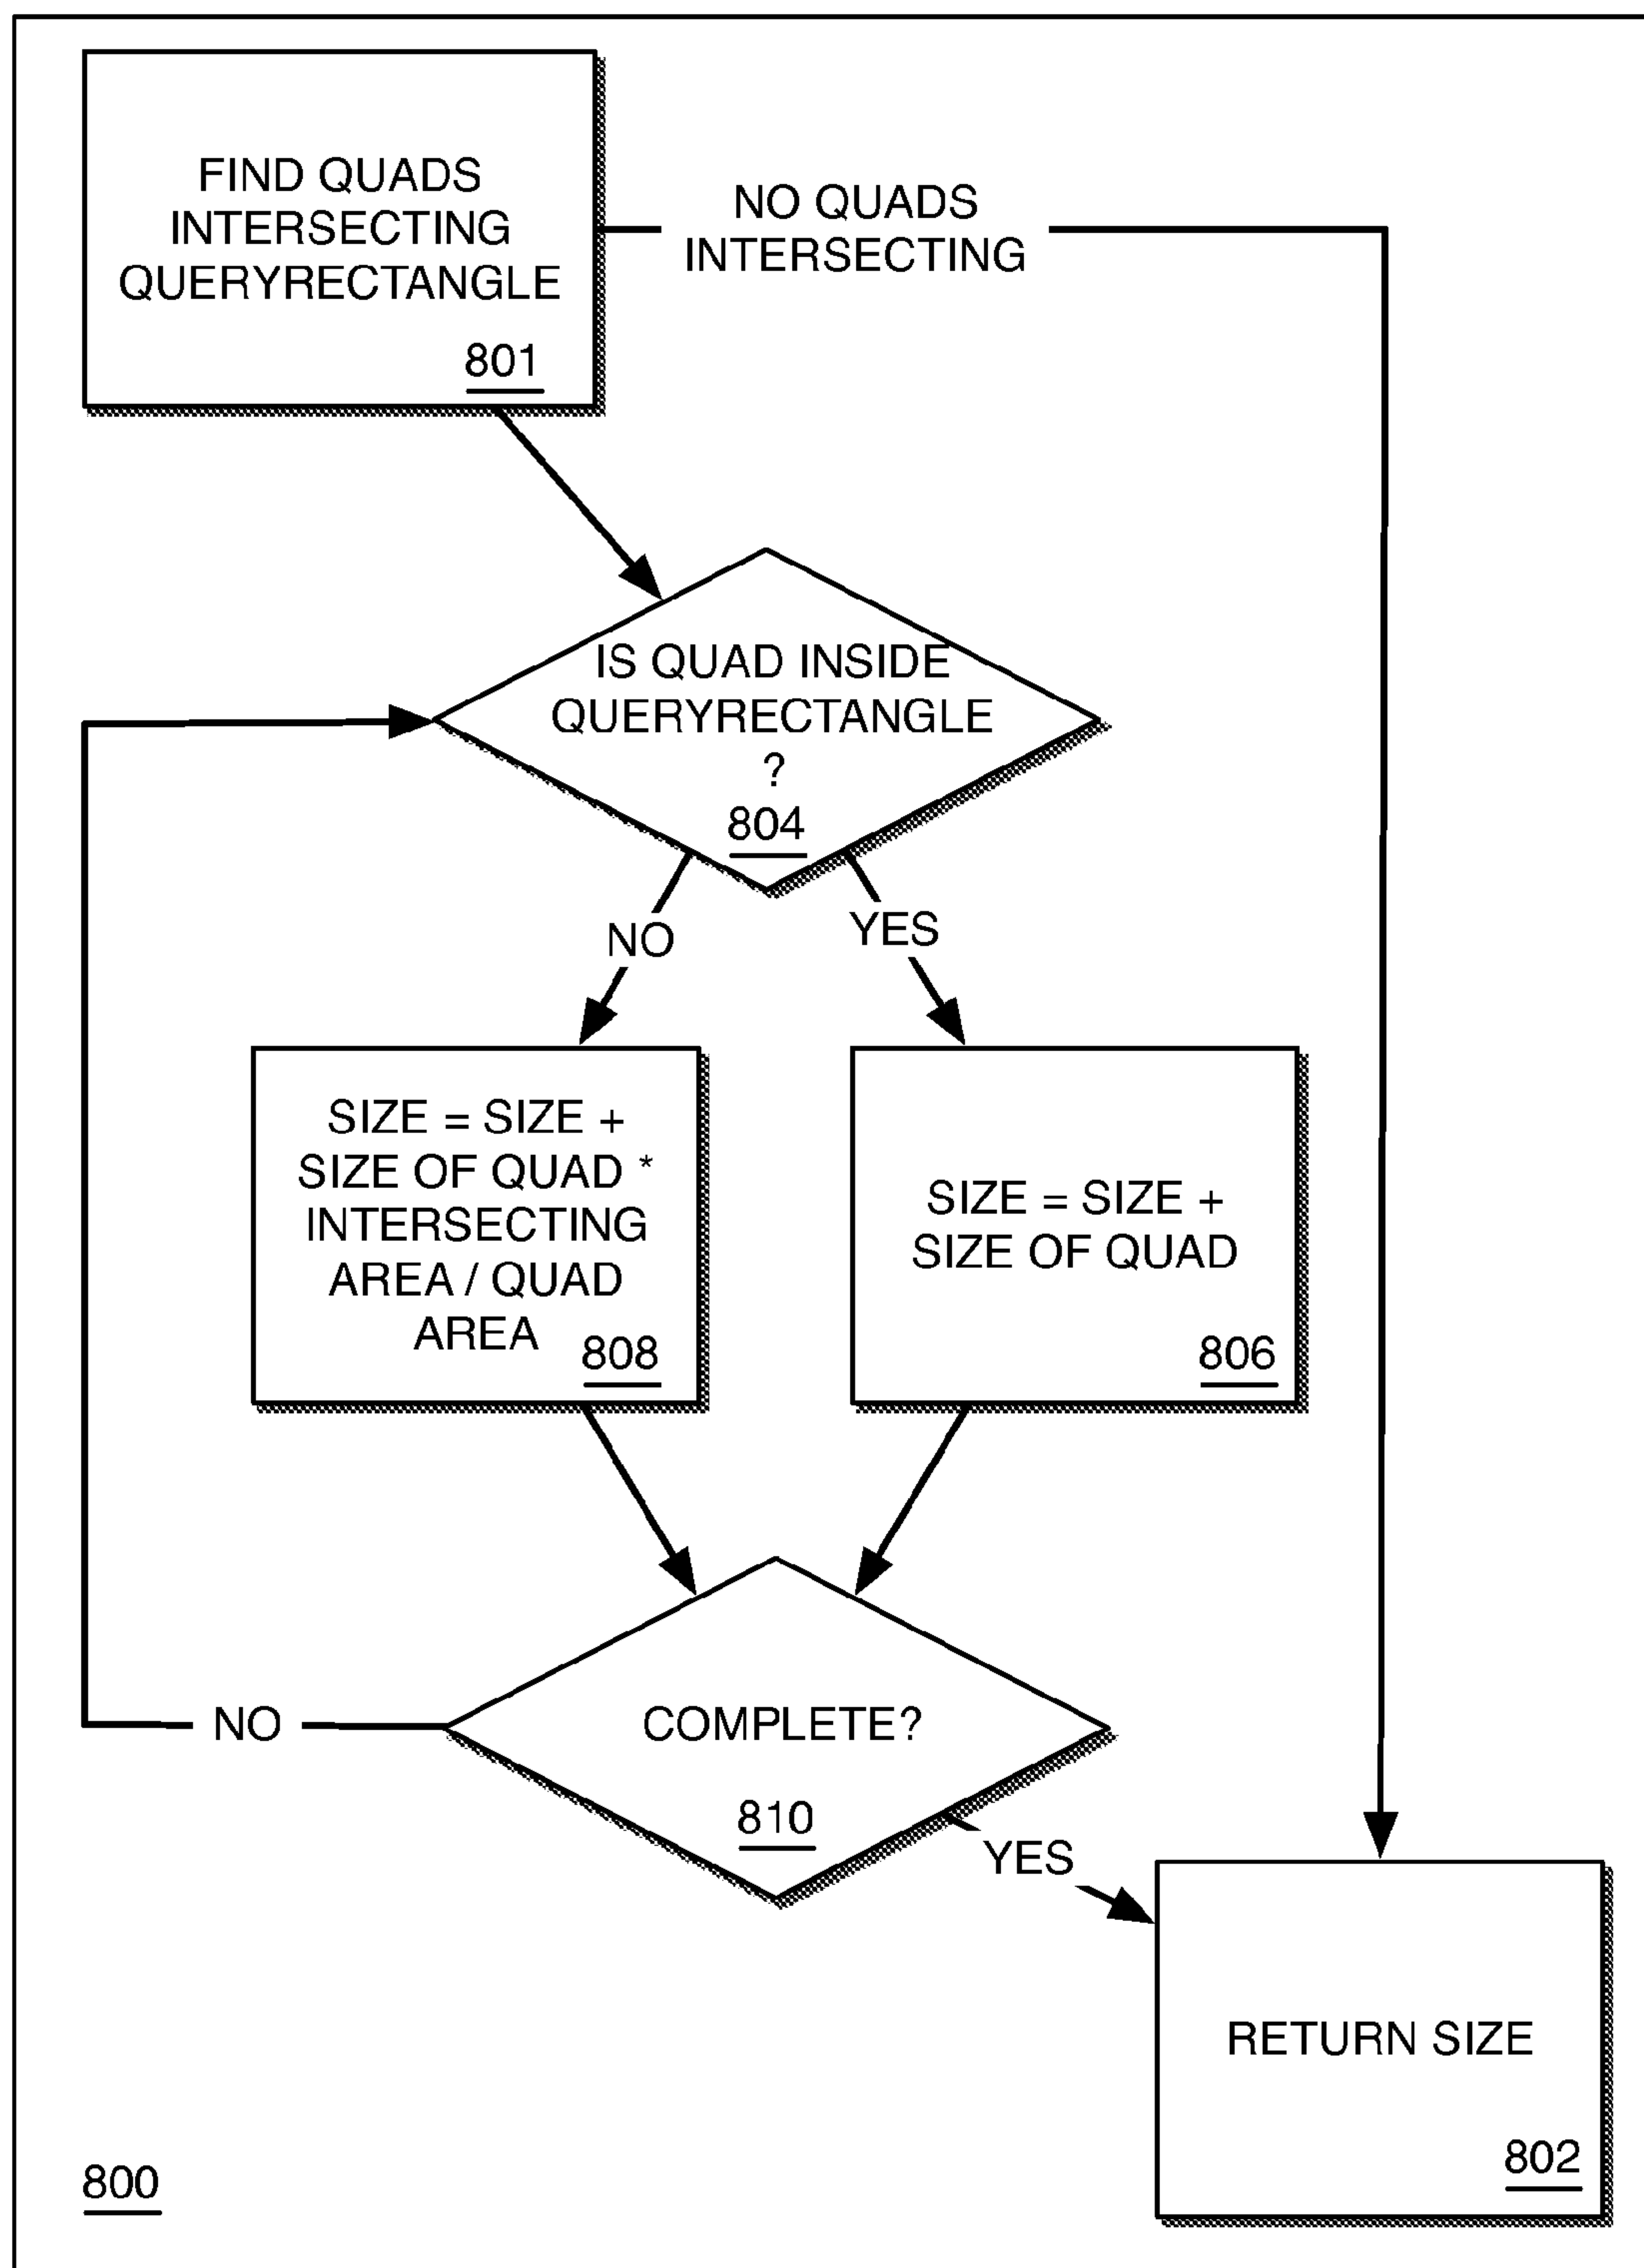 FIND QUADS
INTERSECTING
QUERYRECTANGLE
801
NO QUADS
INTERSECTING
IS QUAD INSIDE
QUERYRECTANGLE
?
804
NO
YES
SIZE = SIZE +
SIZE OF QUAD *
INTERSECTING
AREA / QUAD
AREA
808
SIZE = SIZE +
SIZE OF QUAD
806
COMPLETE?
810
NO
YES
RETURN SIZE
802
800